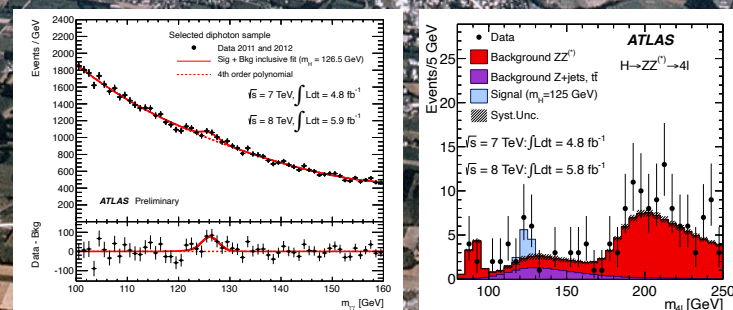 Selected diphoton sample
Data 2011 and 2012
Sig + Bkg inclusive fit (m_H = 126.5 GeV)
4th order polynomial
√s = 7 TeV, ∫Ldt = 4.8 fb⁻¹
√s = 8 TeV, ∫Ldt = 5.9 fb⁻¹
ATLAS Preliminary
Events / GeV
2400
2200
2000
1800
1600
1400
1200
1000
800
600
400
200
Data - Bkg
100
0
-100
100 110 120 130 140 150 160
m_γγ [GeV]
Events/5 GeV
25
20
15
10
5
0
Data
Background ZZ(*)
Background Z+jets, tt̄
Signal (m_H=125 GeV)
Syst.Unc.
ATLAS
H→ZZ(*)→4l
√s = 7 TeV:∫Ldt = 4.8 fb⁻¹
√s = 8 TeV:∫Ldt = 5.8 fb⁻¹
100 150 200 250
m_4l [GeV]